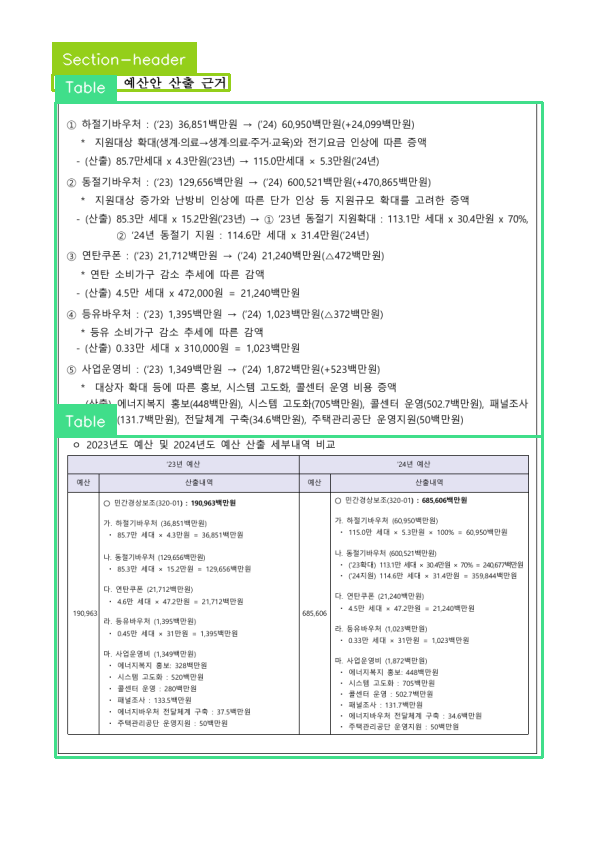 Section-header
Table
예산안 산출 근거
① 하절기바우처 : ('23) 36,851백만원 → ('24) 60,950백만원(+24,099백만원)
* 지원대상 확대(생계·의료→생계·의료·주거·교육)와 전기요금 인상에 따른 증액
- (산출) 85.7만세대 x 4.3만원('23년) → 115.0만세대 × 5.3만원('24년)
② 동절기바우처 : ('23) 129,656백만원 → ('24) 600,521백만원(+470,865백만원)
* 지원대상 증가와 난방비 인상에 따른 단가 인상 등 지원규모 확대를 고려한 증액
- (산출) 85.3만 세대 x 15.2만원('23년) → ① '23년 동절기 지원확대 : 113.1만 세대 x 30.4만원 x 70%,
② '24년 동절기 지원 : 114.6만 세대 x 31.4만원('24년)
③ 연탄쿠폰 : ('23) 21,712백만원 → ('24) 21,240백만원(△472백만원)
* 연탄 소비가구 감소 추세에 따른 감액
- (산출) 4.5만 세대 x 472,000원 = 21,240백만원
④ 등유바우처 : ('23) 1,395백만원 → ('24) 1,023백만원(△372백만원)
* 등유 소비가구 감소 추세에 따른 감액
- (산출) 0.33만 세대 x 310,000원 = 1,023백만원
⑤ 사업운영비 : ('23) 1,349백만원 → ('24) 1,872백만원(+523백만원)
* 대상자 확대 등에 따른 홍보, 시스템 고도화, 콜센터 운영 비용 증액
- (산출) 에너지복지 홍보(448백만원), 시스템 고도화(705백만원), 콜센터 운영(502.7백만원), 패널조사
Table
(131.7백만원), 전달체계 구축(34.6백만원), 주택관리공단 운영지원(50백만원)
ㅇ 2023년도 예산 및 2024년도 예산 산출 세부내역 비교
'23년 예산 '24년 예산
예산 산출내역 예산 산출내역
190,963
○ 민간경상보조(320-01) : 190,963백만원
가. 하절기바우처 (36,851백만원)
・ 85.7만 세대 × 4.3만원 = 36,851백만원
나. 동절기바우처 (129,656백만원)
・ 85.3만 세대 × 15.2만원 = 129,656백만원
다. 연탄쿠폰 (21,712백만원)
・ 4.6만 세대 × 47.2만원 = 21,712백만원
라. 등유바우처 (1,395백만원)
・ 0.45만 세대 × 31만원 = 1,395백만원
마. 사업운영비 (1,349백만원)
・ 에너지복지 홍보: 328백만원
・ 시스템 고도화 : 520백만원
・ 콜센터 운영 : 280백만원
・ 패널조사 : 133.5백만원
・ 에너지바우처 전달체계 구축 : 37.5백만원
・ 주택관리공단 운영지원 : 50백만원
685,606
○ 민간경상보조(320-01) : 685,606백만원
가. 하절기바우처 (60,950백만원)
・ 115.0만 세대 × 5.3만원 × 100% = 60,950백만원
나. 동절기바우처 (600,521백만원)
・ ('23확대) 113.1만 세대 × 30.4만원 × 70% = 240,677백만원
・ ('24지원) 114.6만 세대 × 31.4만원 = 359,844백만원
다. 연탄쿠폰 (21,240백만원)
・ 4.5만 세대 × 47.2만원 = 21,240백만원
라. 등유바우처 (1,023백만원)
・ 0.33만 세대 × 31만원 = 1,023백만원
마. 사업운영비 (1,872백만원)
・ 에너지복지 홍보: 448백만원
・ 시스템 고도화 : 705백만원
・ 콜센터 운영 : 502.7백만원
・ 패널조사 : 131.7백만원
・ 에너지바우처 전달체계 구축 : 34.6백만원
・ 주택관리공단 운영지원 : 50백만원